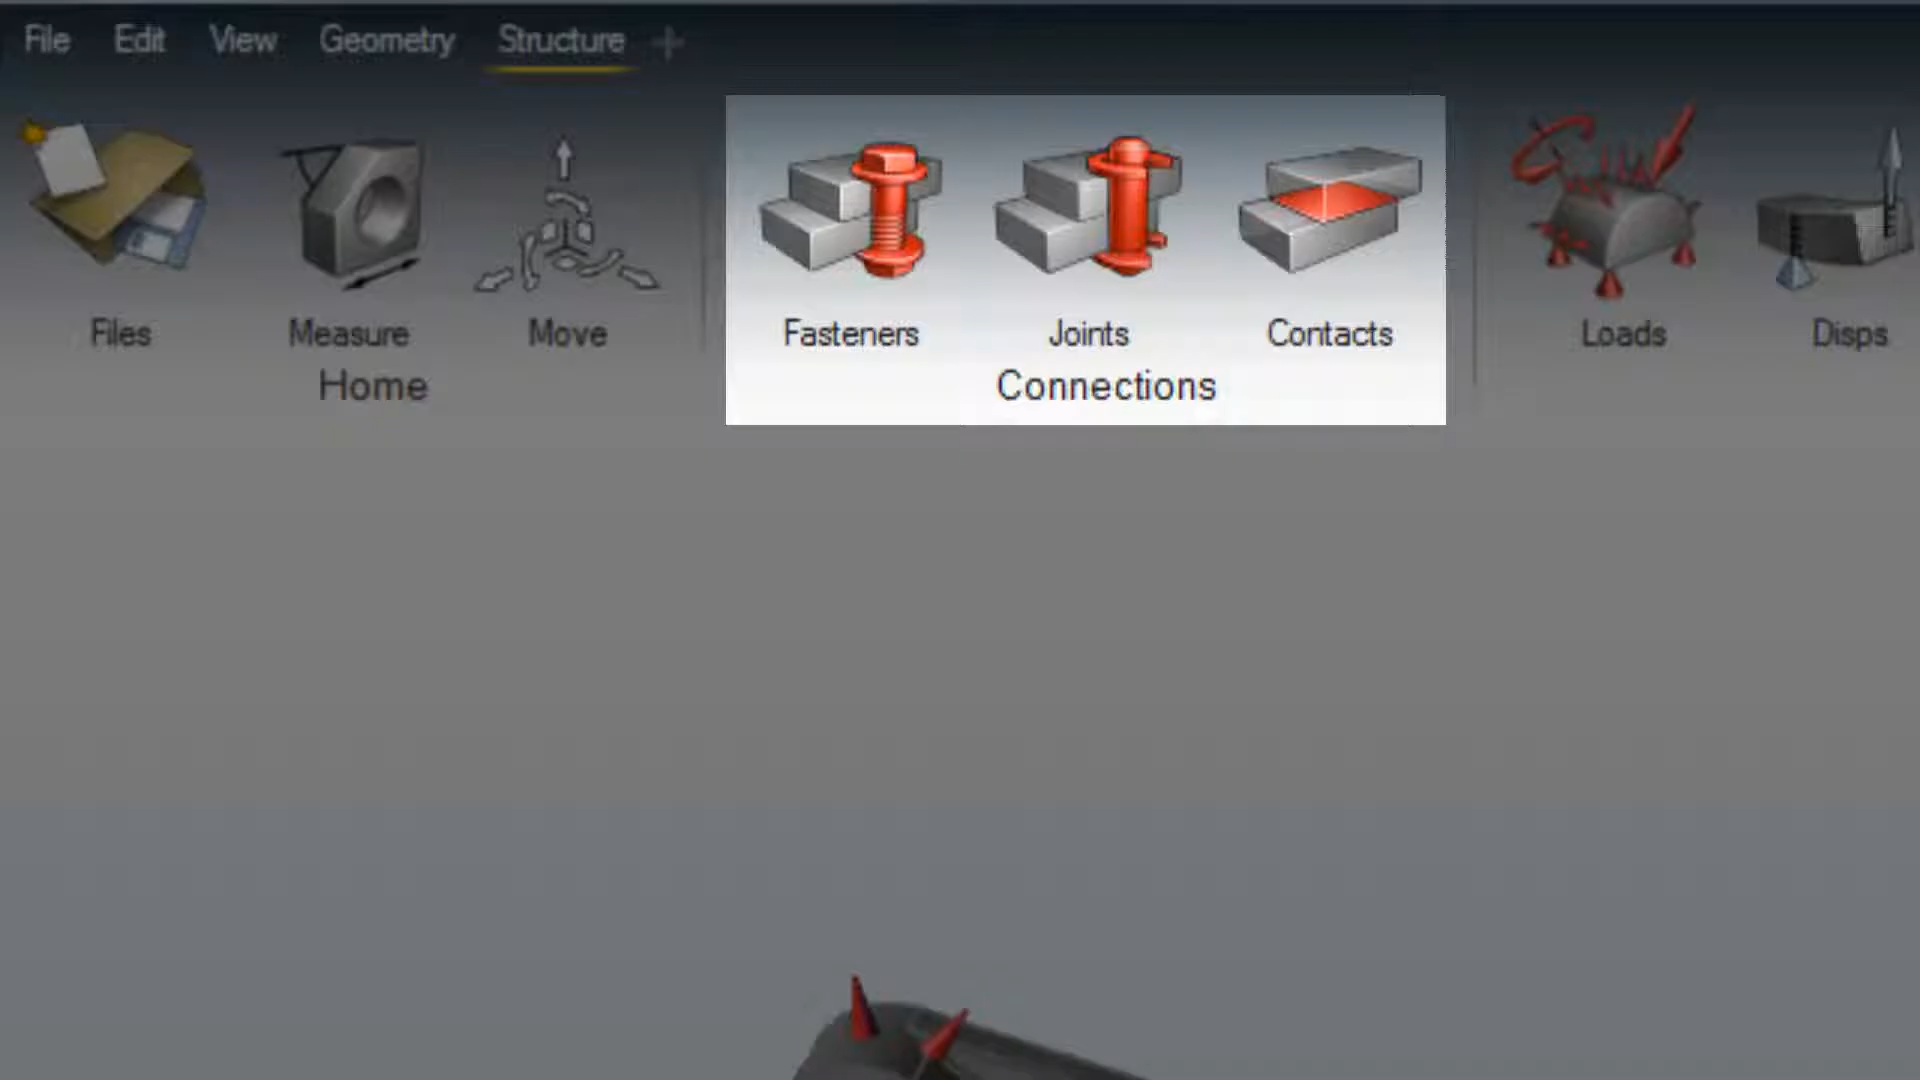 File Edit View Geometry Structure +
Files Measure Move Fasteners Joints Contacts Loads Disps
Home Connections